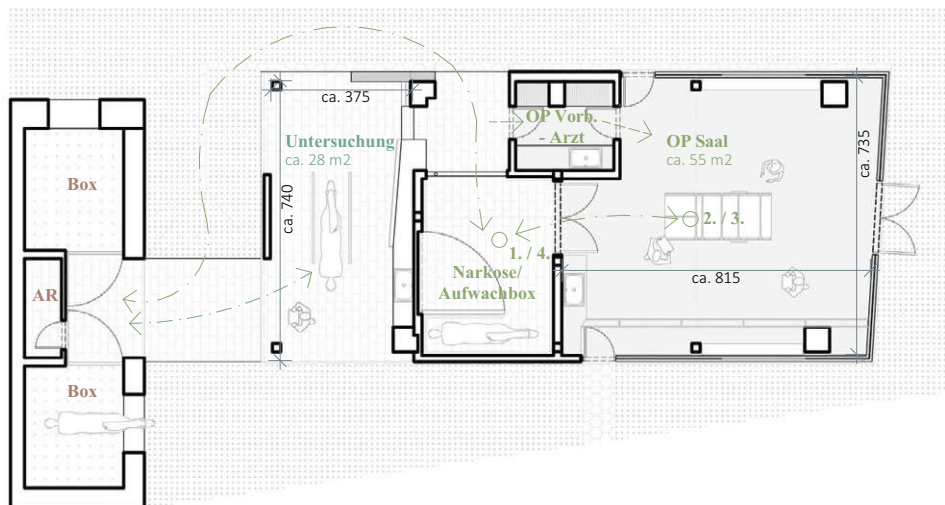 ca. 375
Untersuchung
ca. 28 m2
ca. 740
OP Vorb.
- Arzt
OP Saal
ca. 55 m2
ca. 735
Box
AR
Box
1. / 4.
Narkose/
Aufwachbox
2. / 3.
ca. 815